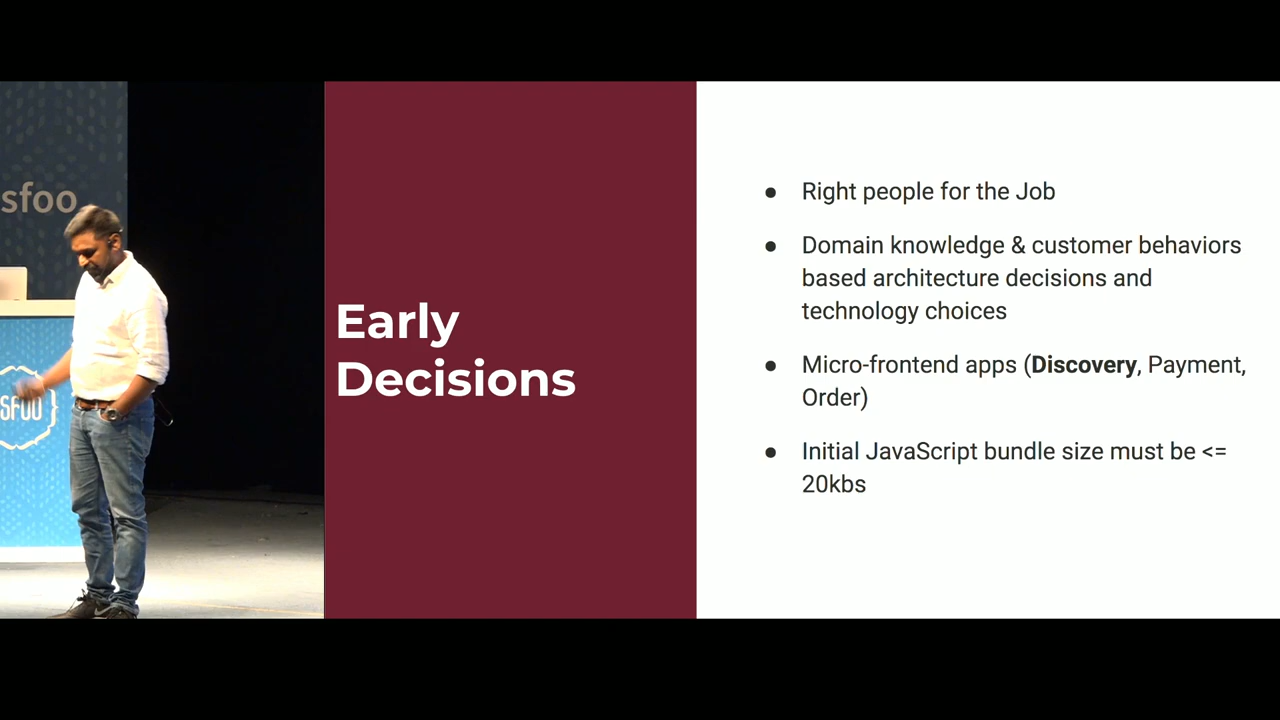 sfoo
SFOO
Early
Decisions
● Right people for the Job
● Domain knowledge & customer behaviors
based architecture decisions and
technology choices
● Micro-frontend apps (Discovery, Payment,
Order)
● Initial JavaScript bundle size must be <=
20kbs